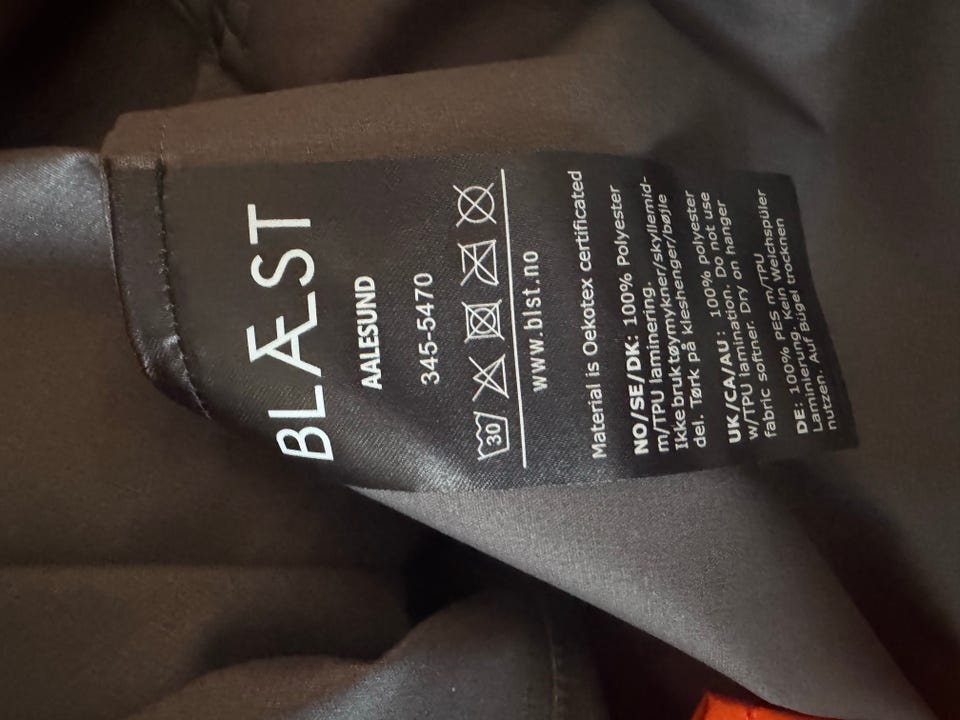 BLÆST
AALESUND
345-5470
30
www.blst.no
Material is Oekotex certificated
NO/SE/DK: 100% Polyester
m/TPU laminering.
Ikke bruk tøymykner/skyllemid-
del. Tørk på kleshenger/bøjle
UK/CA/AU: 100% polyester
w/TPU lamination. Do not use
fabric softner. Dry on hanger
DE: 100% PES m/TPU
Laminierung. Kein Weichspüler
nutzen. Auf Bügel trocknen